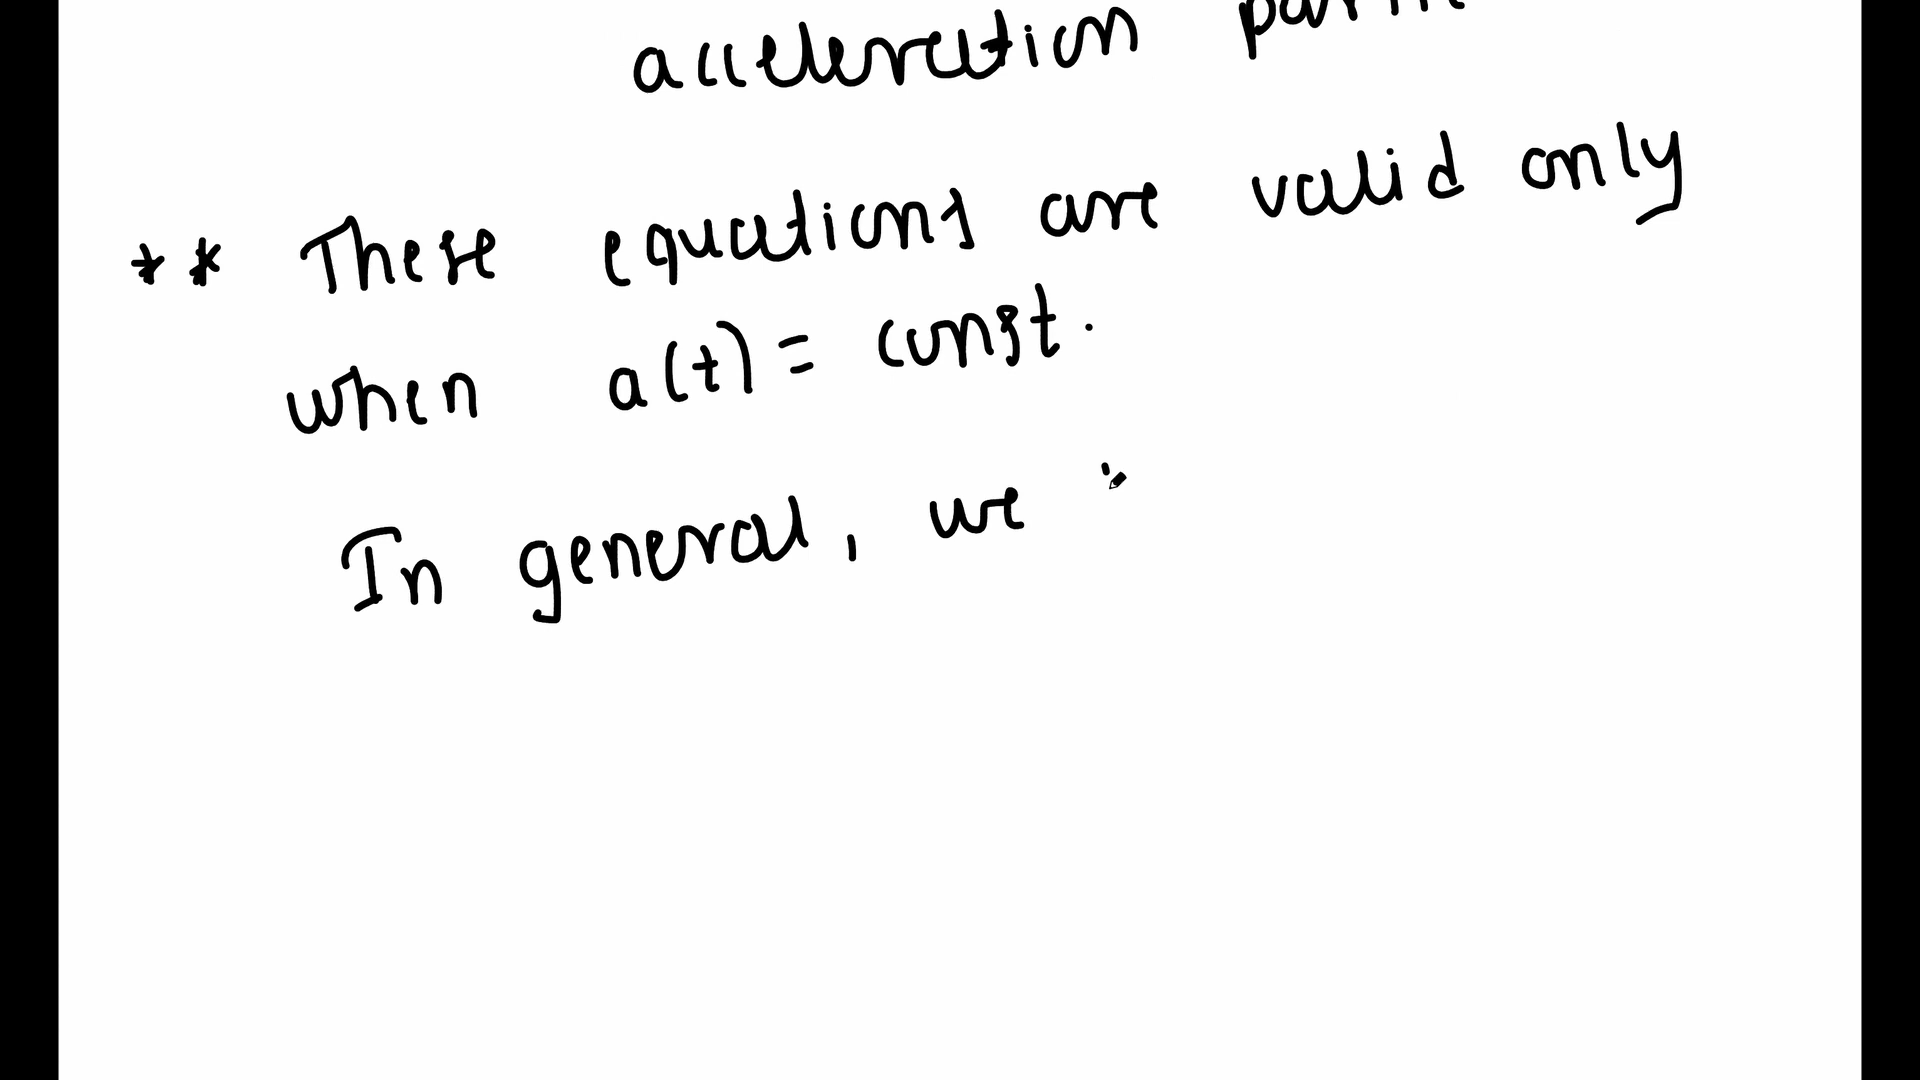 acceleration
** These equations are valid only
when a(t) = const.
In general, we